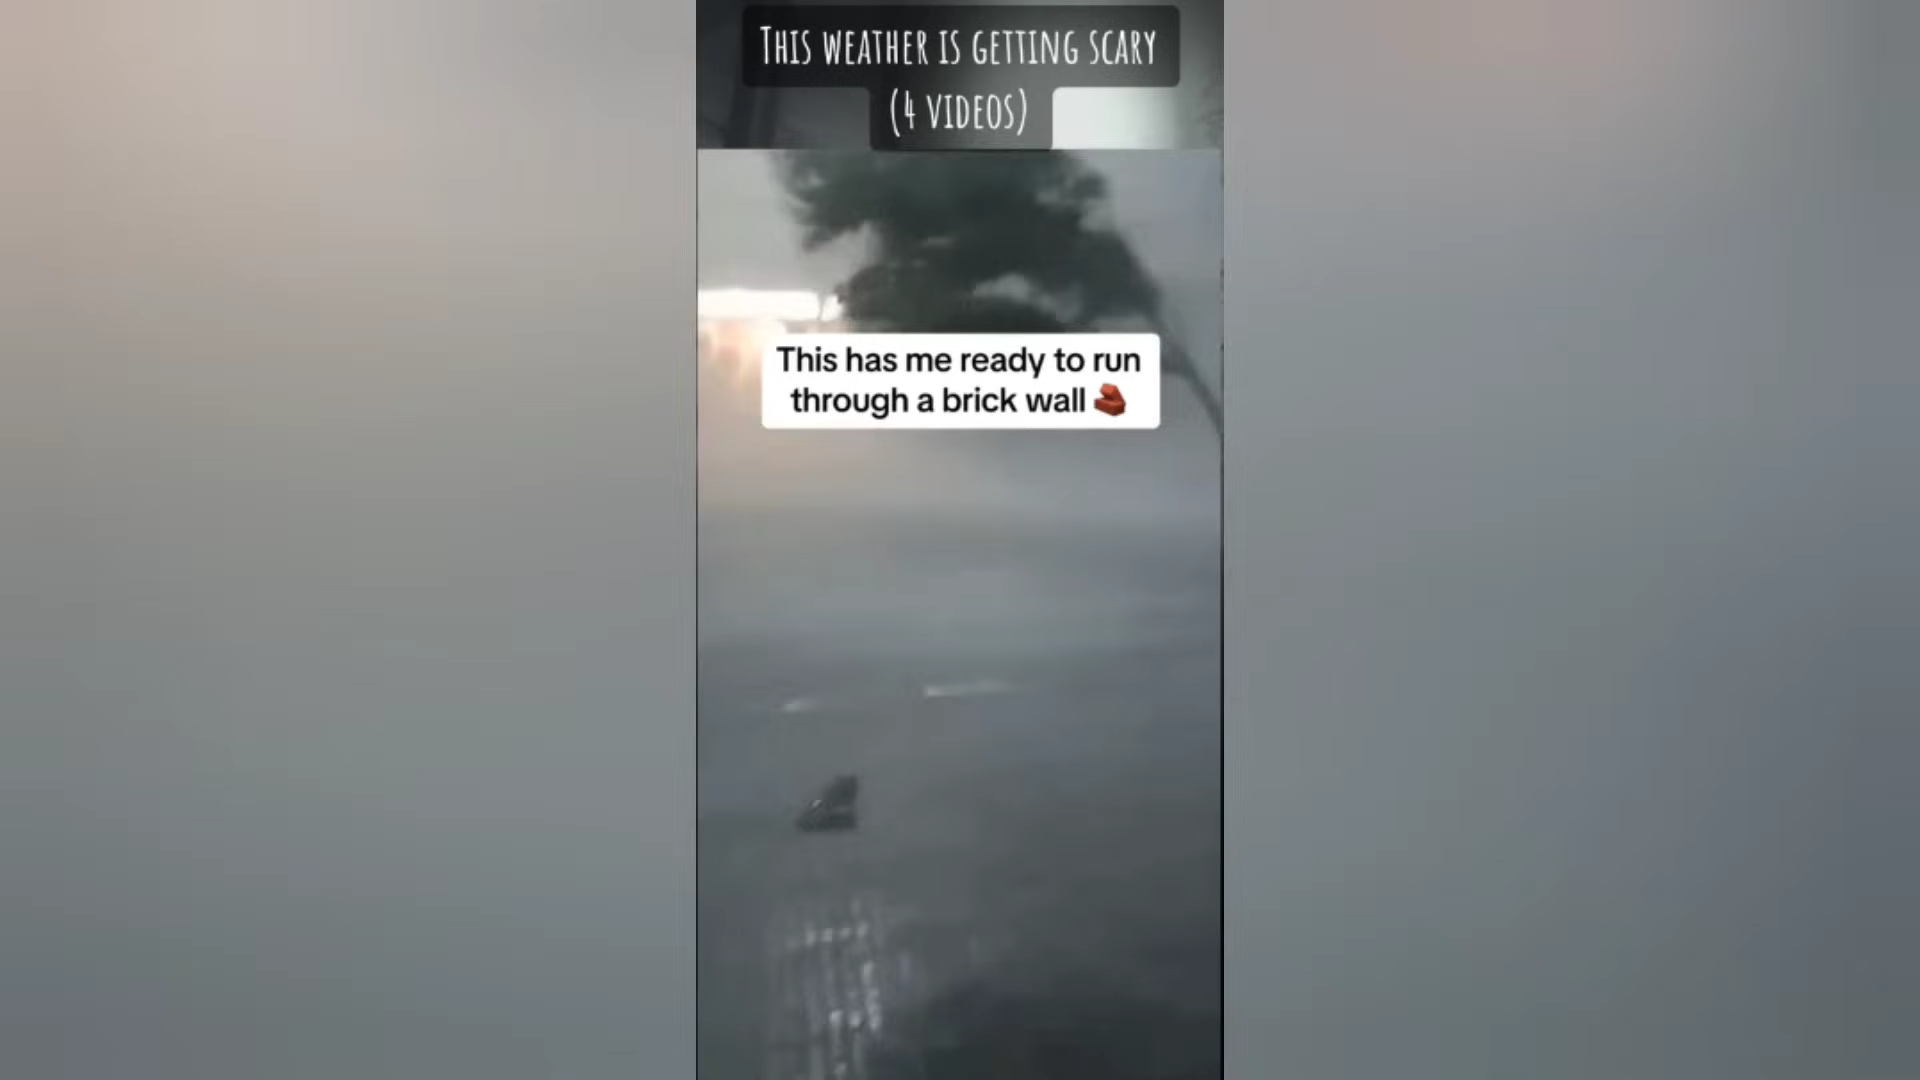 This weather is getting scary
(4 videos)
This has me ready to run
through a brick wall 🧱